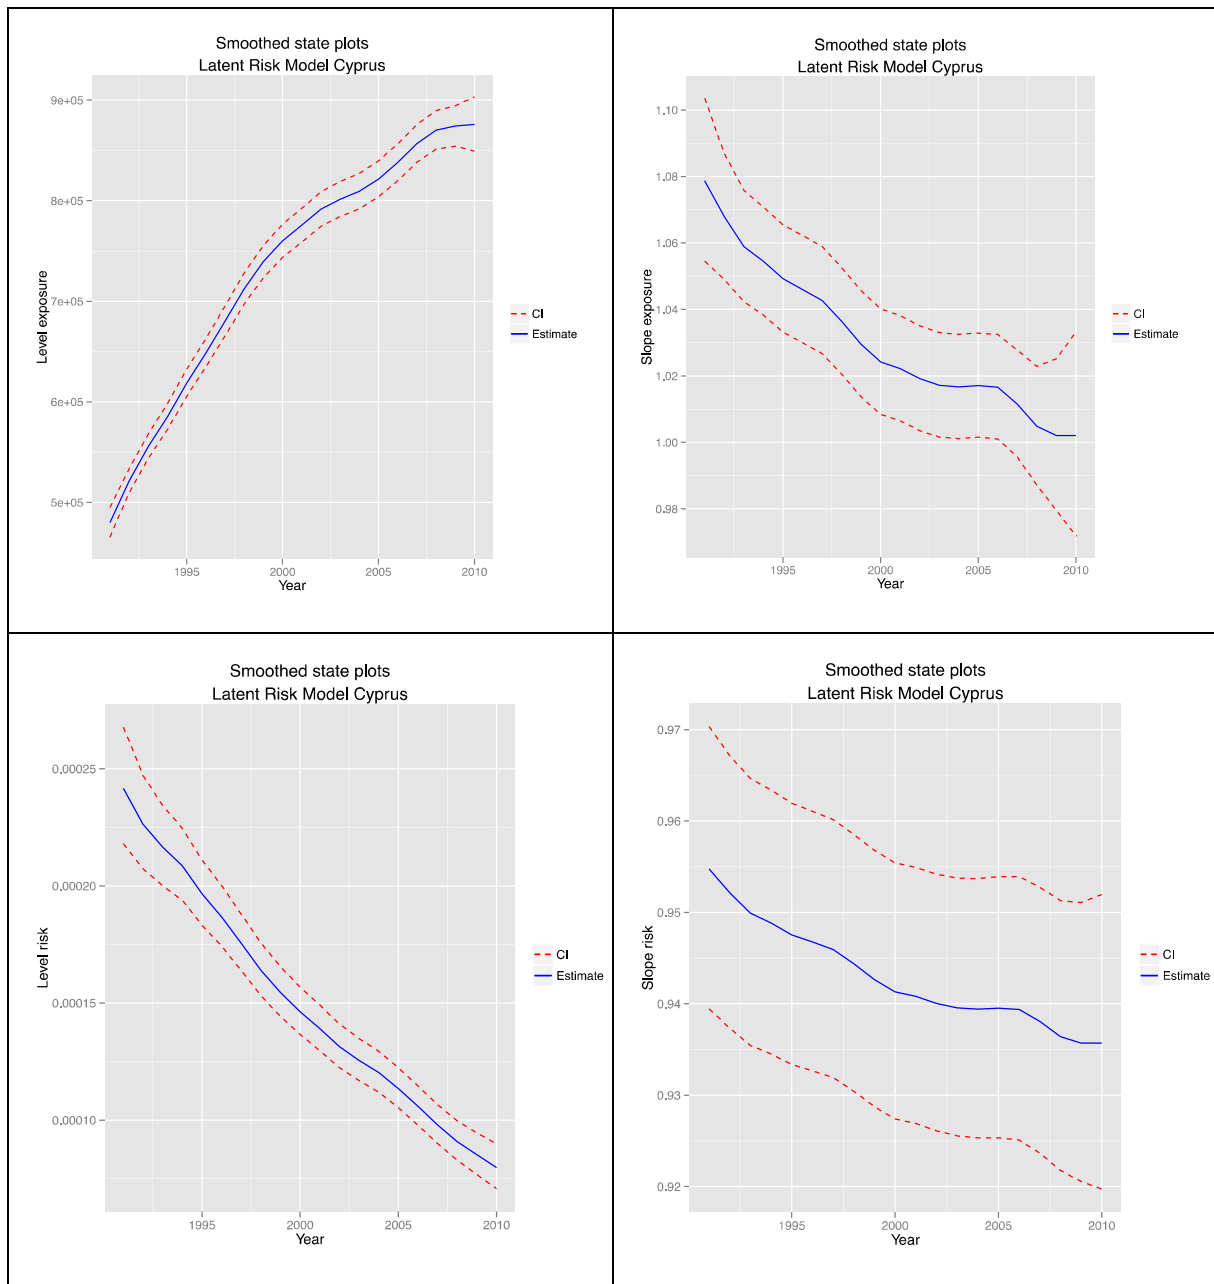 Smoothed state plots
Latent Risk Model Cyprus
9e+05
8e+05
7e+05
6e+05
5e+05
Level exposure
1995
2000
2005
2010
Year
CI
Estimate
Smoothed state plots
Latent Risk Model Cyprus
1.10
1.08
1.06
1.04
1.02
1.00
0.98
Slope exposure
1995
2000
2005
2010
Year
CI
Estimate
Smoothed state plots
Latent Risk Model Cyprus
0.00025
0.00020
0.00015
0.00010
Level risk
1995
2000
2005
2010
Year
CI
Estimate
Smoothed state plots
Latent Risk Model Cyprus
0.97
0.96
0.95
0.94
0.93
0.92
Slope risk
1995
2000
2005
2010
Year
CI
Estimate